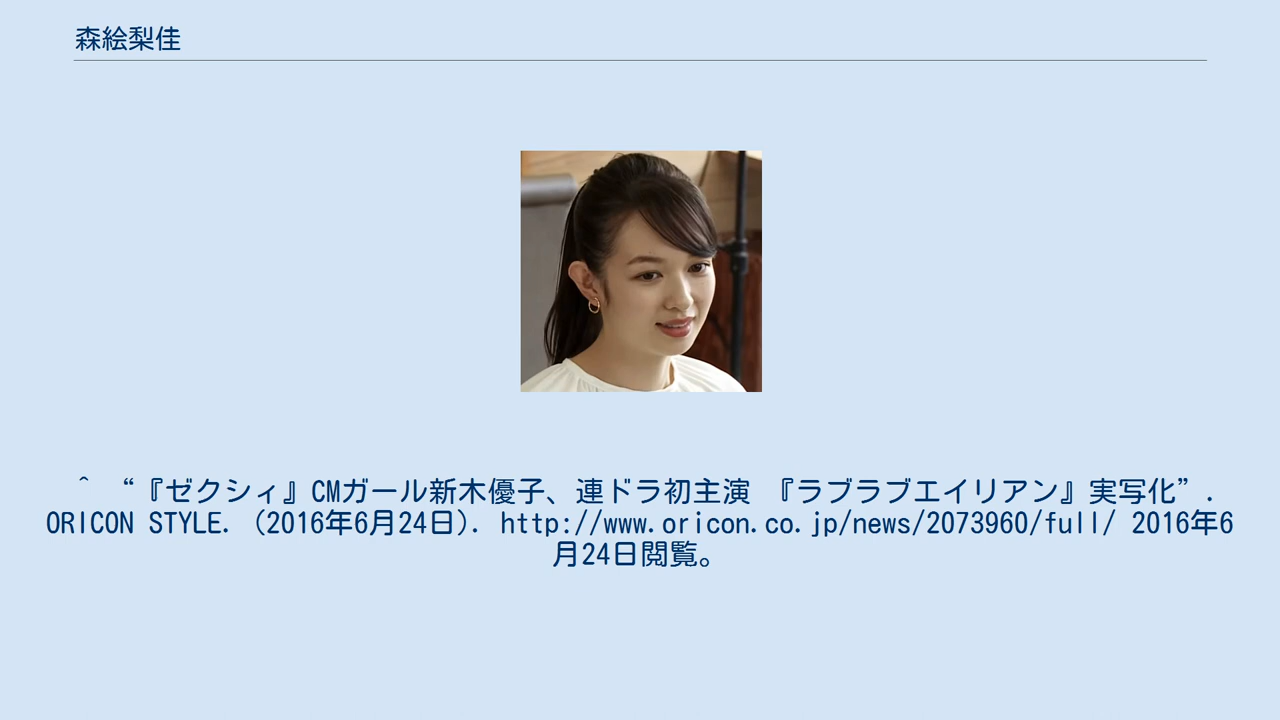 森絵梨佳
^ “『ゼクシィ』CMガール新木優子、連ドラ初主演 『ラブラブエイリアン』実写化”.
ORICON STYLE. (2016年6月24日). http://www.oricon.co.jp/news/2073960/full/ 2016年6
月24日閲覧。